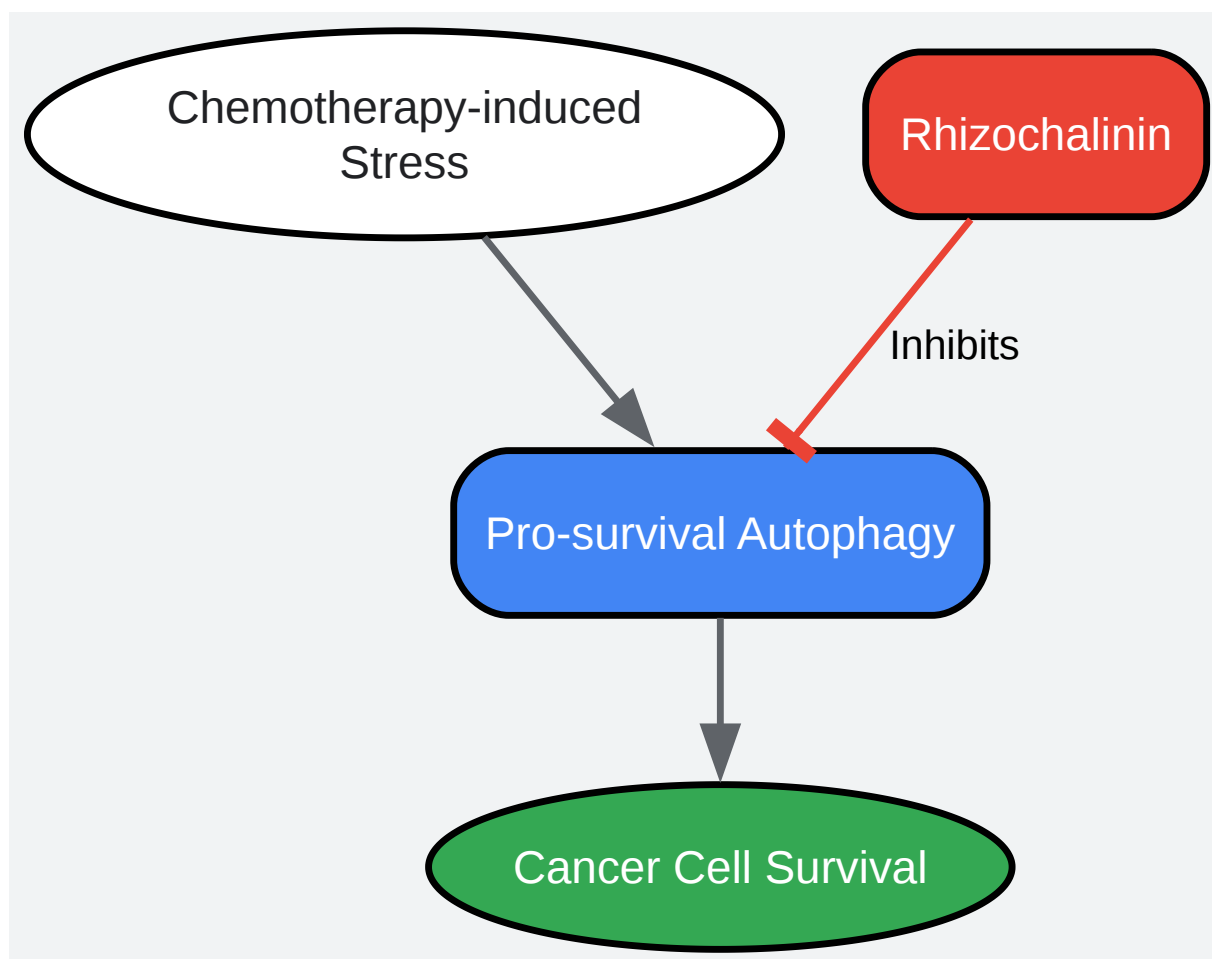 Chemotherapy-induced
Stress
Rhizochalinin
Inhibits
Pro-survival Autophagy
Cancer Cell Survival